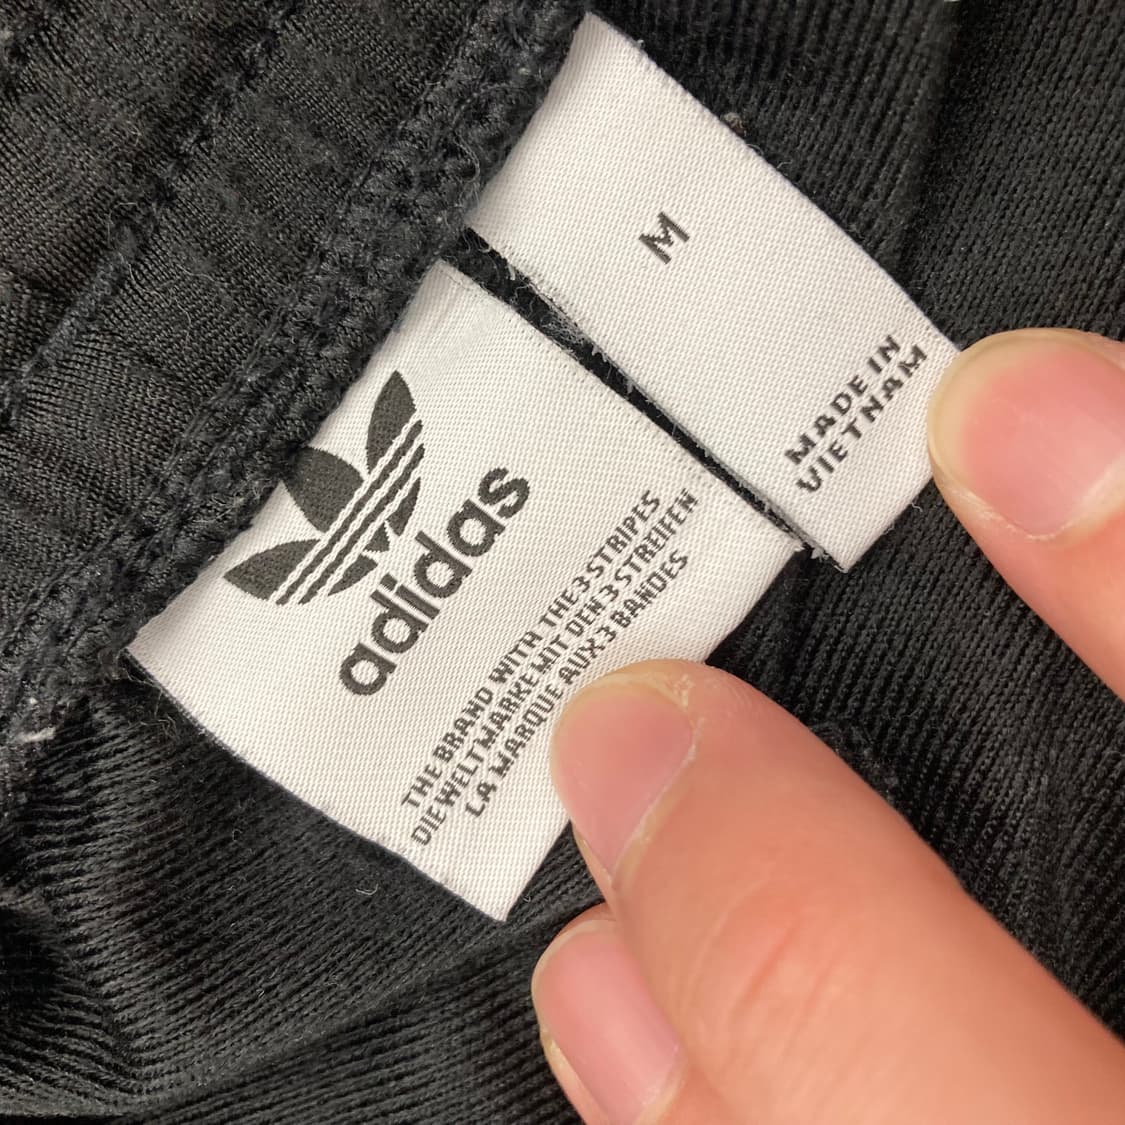 M
MADE IN
VIETNAM
adidas
THE BRAND WITH THE 3 STRIPES
DIE WELTMARKE MIT DEN 3 STREIFEN
LA MARQUE AUX 3 BANDES